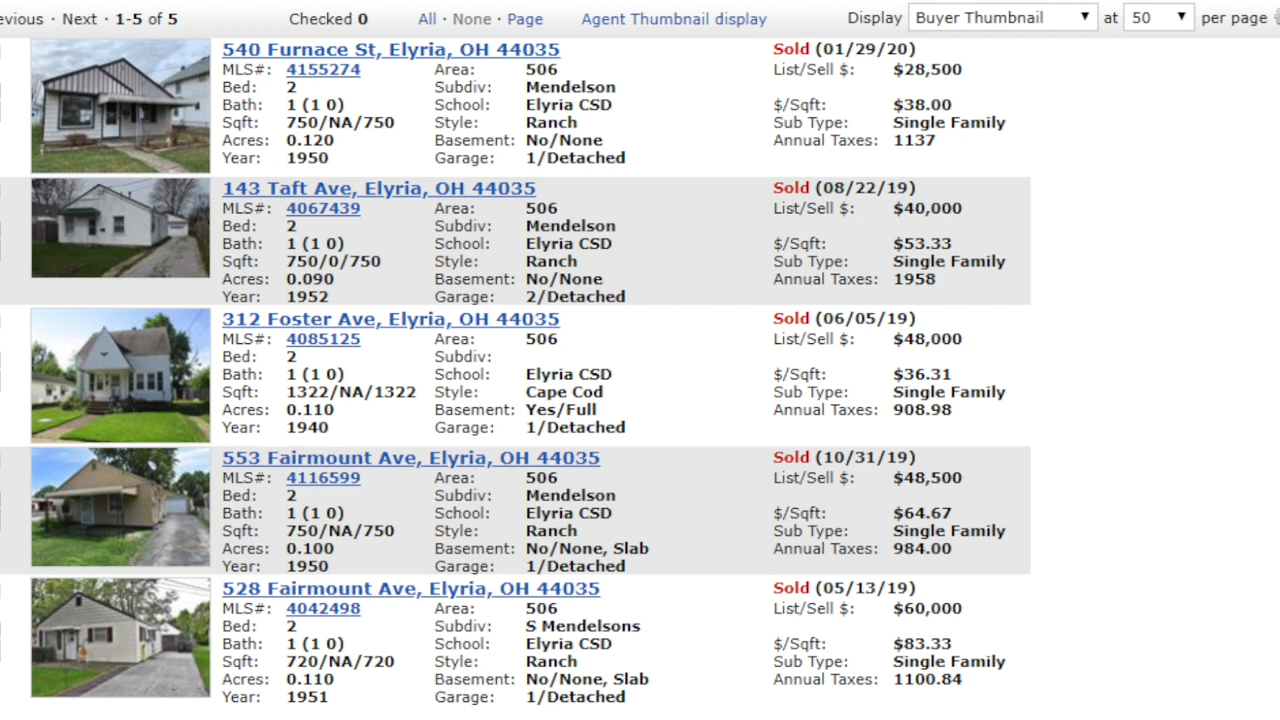 evious · Next · 1-5 of 5 Checked 0 All · None · Page Agent Thumbnail display Display Buyer Thumbnail at 50 per page
540 Furnace St, Elyria, OH 44035 Sold (01/29/20)
MLS#: 4155274 Area: 506 List/Sell $: $28,500
Bed: 2 Subdiv: Mendelson
Bath: 1 (1 0) School: Elyria CSD $/Sqft: $38.00
Sqft: 750/NA/750 Style: Ranch Sub Type: Single Family
Acres: 0.120 Basement: No/None Annual Taxes: 1137
Year: 1950 Garage: 1/Detached
143 Taft Ave, Elyria, OH 44035 Sold (08/22/19)
MLS#: 4067439 Area: 506 List/Sell $: $40,000
Bed: 2 Subdiv: Mendelson
Bath: 1 (1 0) School: Elyria CSD $/Sqft: $53.33
Sqft: 750/0/750 Style: Ranch Sub Type: Single Family
Acres: 0.090 Basement: No/None Annual Taxes: 1958
Year: 1952 Garage: 2/Detached
312 Foster Ave, Elyria, OH 44035 Sold (06/05/19)
MLS#: 4085125 Area: 506 List/Sell $: $48,000
Bed: 2 Subdiv:
Bath: 1 (1 0) School: Elyria CSD $/Sqft: $36.31
Sqft: 1322/NA/1322 Style: Cape Cod Sub Type: Single Family
Acres: 0.110 Basement: Yes/Full Annual Taxes: 908.98
Year: 1940 Garage: 1/Detached
553 Fairmount Ave, Elyria, OH 44035 Sold (10/31/19)
MLS#: 4116599 Area: 506 List/Sell $: $48,500
Bed: 2 Subdiv: Mendelson
Bath: 1 (1 0) School: Elyria CSD $/Sqft: $64.67
Sqft: 750/NA/750 Style: Ranch Sub Type: Single Family
Acres: 0.100 Basement: No/None, Slab Annual Taxes: 984.00
Year: 1950 Garage: 1/Detached
528 Fairmount Ave, Elyria, OH 44035 Sold (05/13/19)
MLS#: 4042498 Area: 506 List/Sell $: $60,000
Bed: 2 Subdiv: S Mendelsons
Bath: 1 (1 0) School: Elyria CSD $/Sqft: $83.33
Sqft: 720/NA/720 Style: Ranch Sub Type: Single Family
Acres: 0.110 Basement: No/None, Slab Annual Taxes: 1100.84
Year: 1951 Garage: 1/Detached